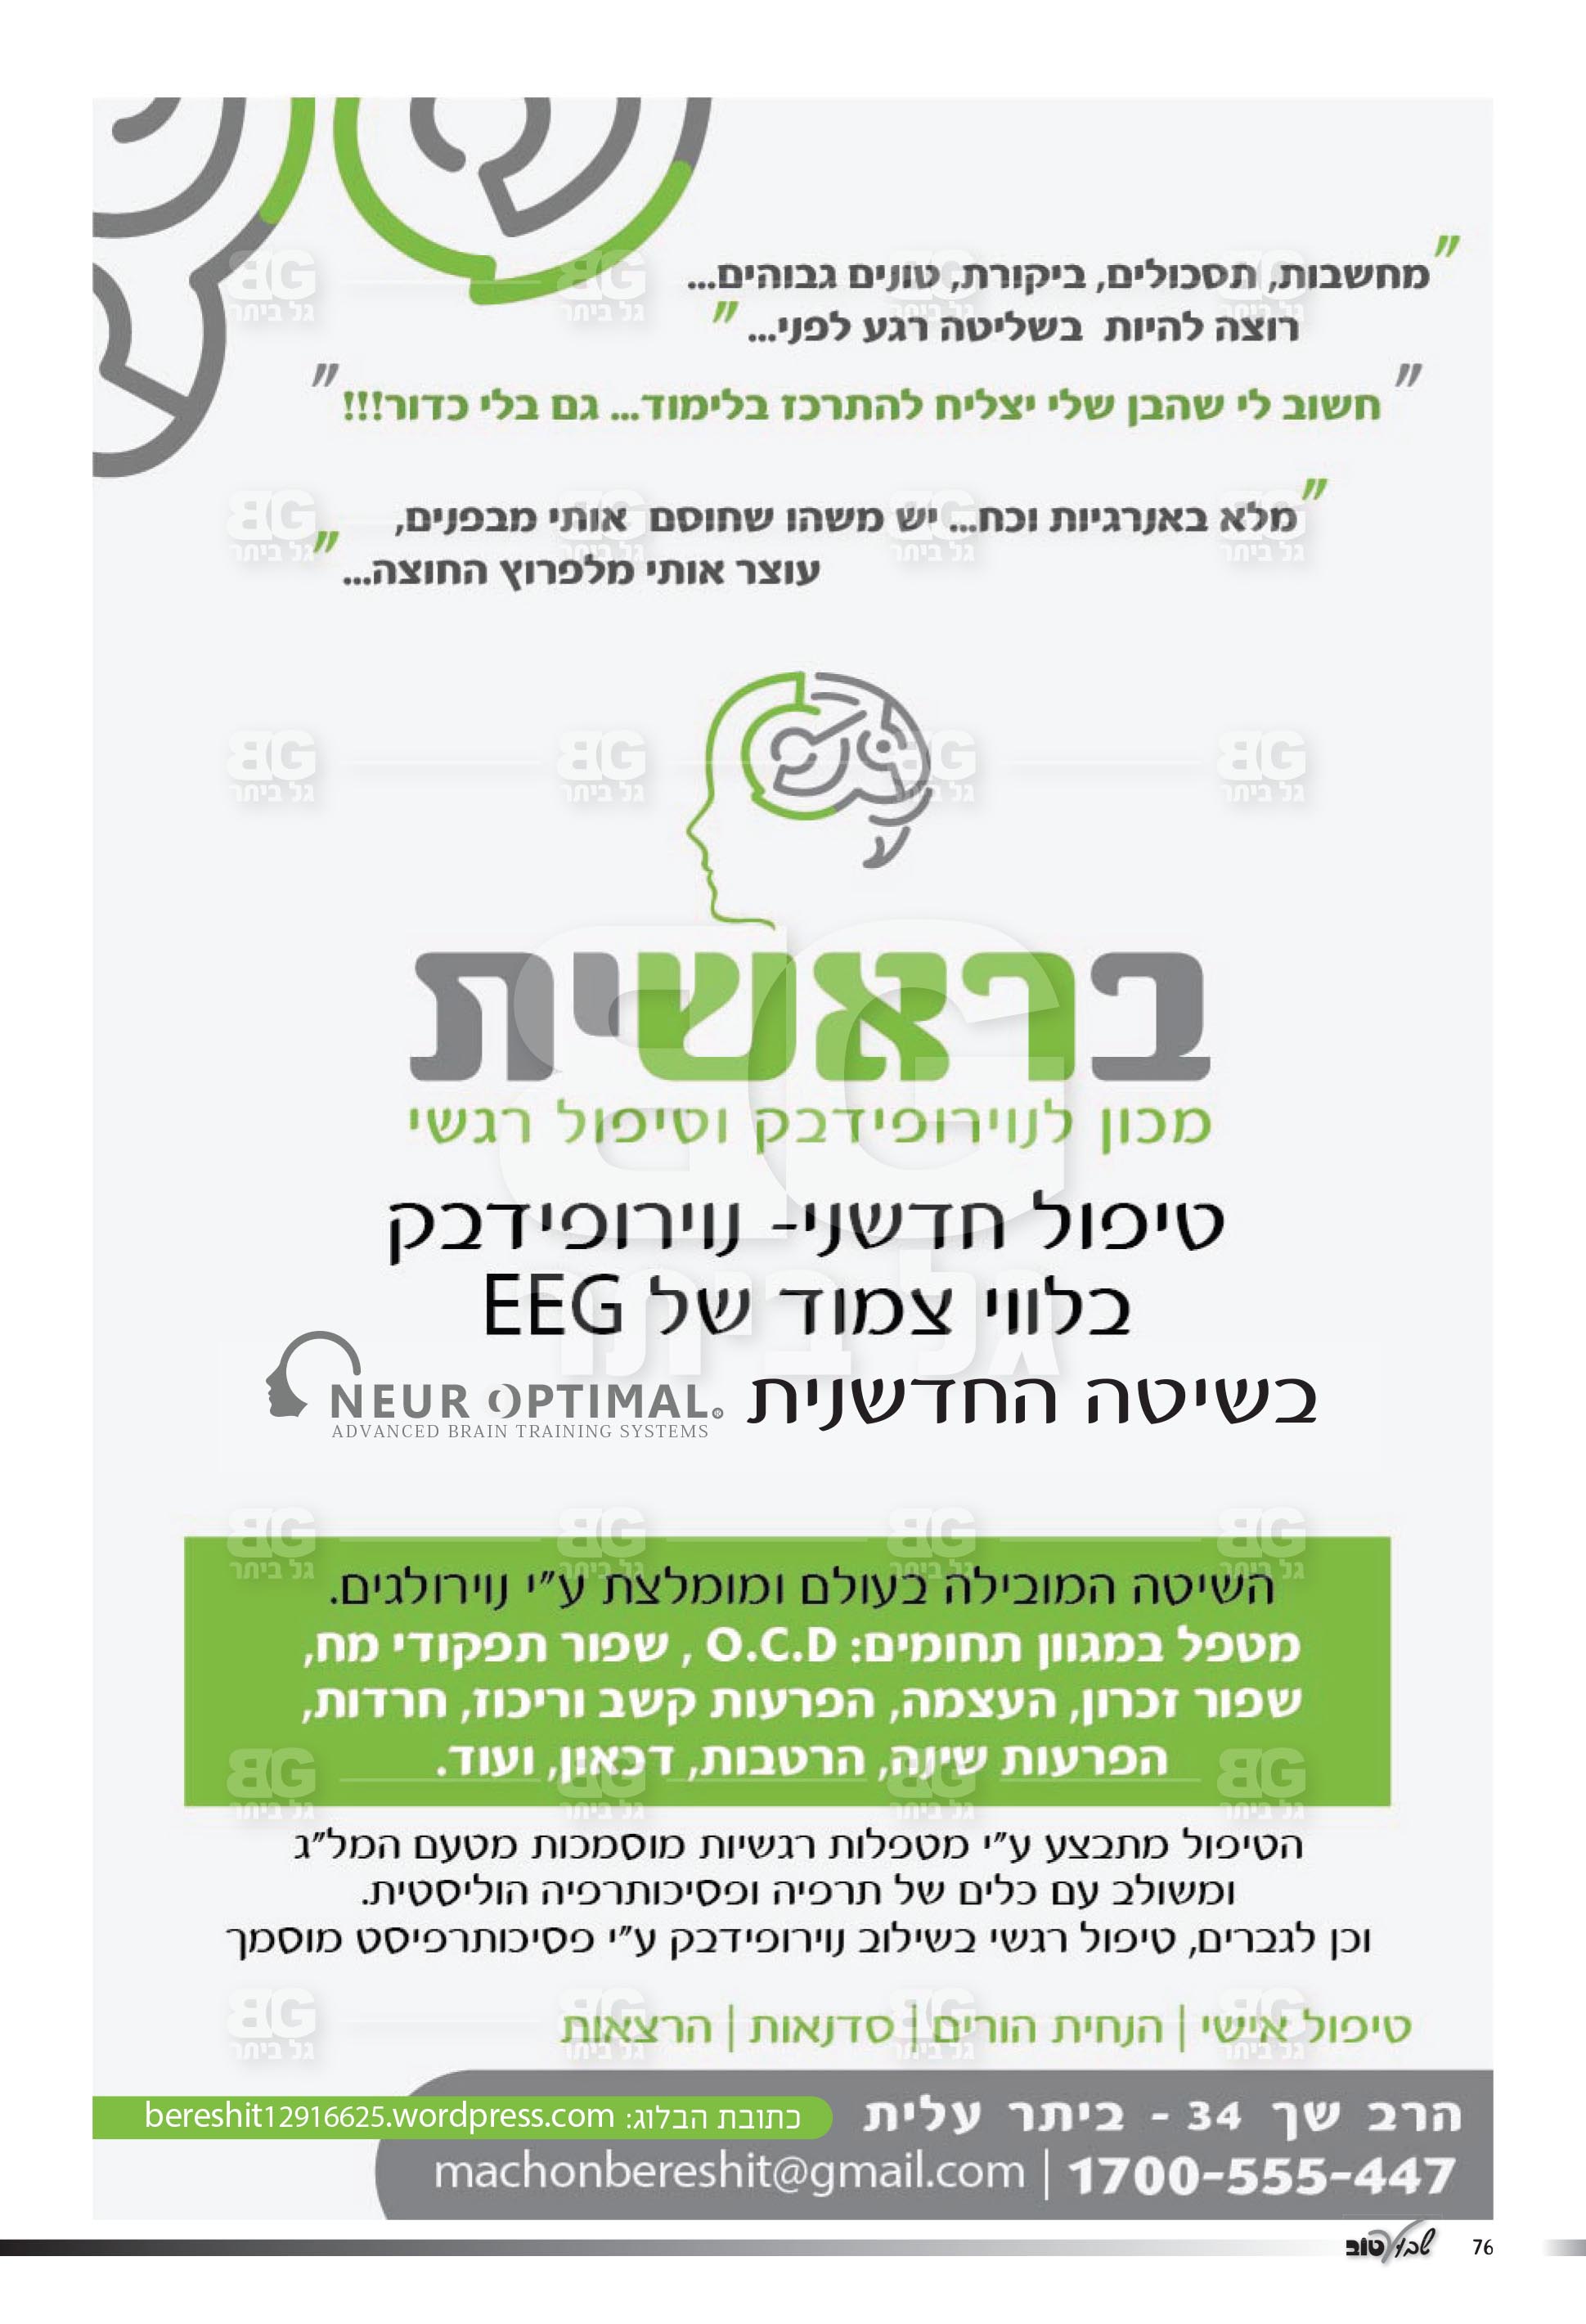 "מחשבות, תסכולים, ביקורת, טונים גבוהים...
רוצה להיות בשליטה רגע לפני..."
"חשוב לי שהבן שלי יצליח להתרכז בלימוד... גם בלי כדור!!!"
"מלא באנרגיות וכח... יש משהו שחוסם אותי מבפנים,
עוצר אותי מלפרוץ החוצה..."
בראשית
מכון לנוירופידבק וטיפול רגשי
טיפול חדשני- נוירופידבק
בלווי צמוד של EEG
בשיטה החדשנית NEUROPTIMAL®
ADVANCED BRAIN TRAINING SYSTEMS
השיטה המובילה בעולם ומומלצת ע"י נוירולגים.
מטפל במגוון תחומים: O.C.D , שפור תפקודי מח,
שפור זכרון, העצמה, הפרעות קשב וריכוז, חרדות,
הפרעות שינה, הרטבות, דכאון, ועוד.
הטיפול מתבצע ע"י מטפלות רגשיות מוסמכות מטעם המל"ג
ומשולב עם כלים של תרפיה ופסיכותרפיה הוליסטית.
וכן לגברים, טיפול רגשי בשילוב נוירופידבק ע"י פסיכותרפיסט מוסמך
טיפול אישי | הנחית הורים | סדנאות | הרצאות
הרב שך 34 - ביתר עלית
כתובת הבלוג: bereshit12916625.wordpress.com
1700-555-447 | machonbereshit@gmail.com
76 שבוע טוב
BG
גל ביתר